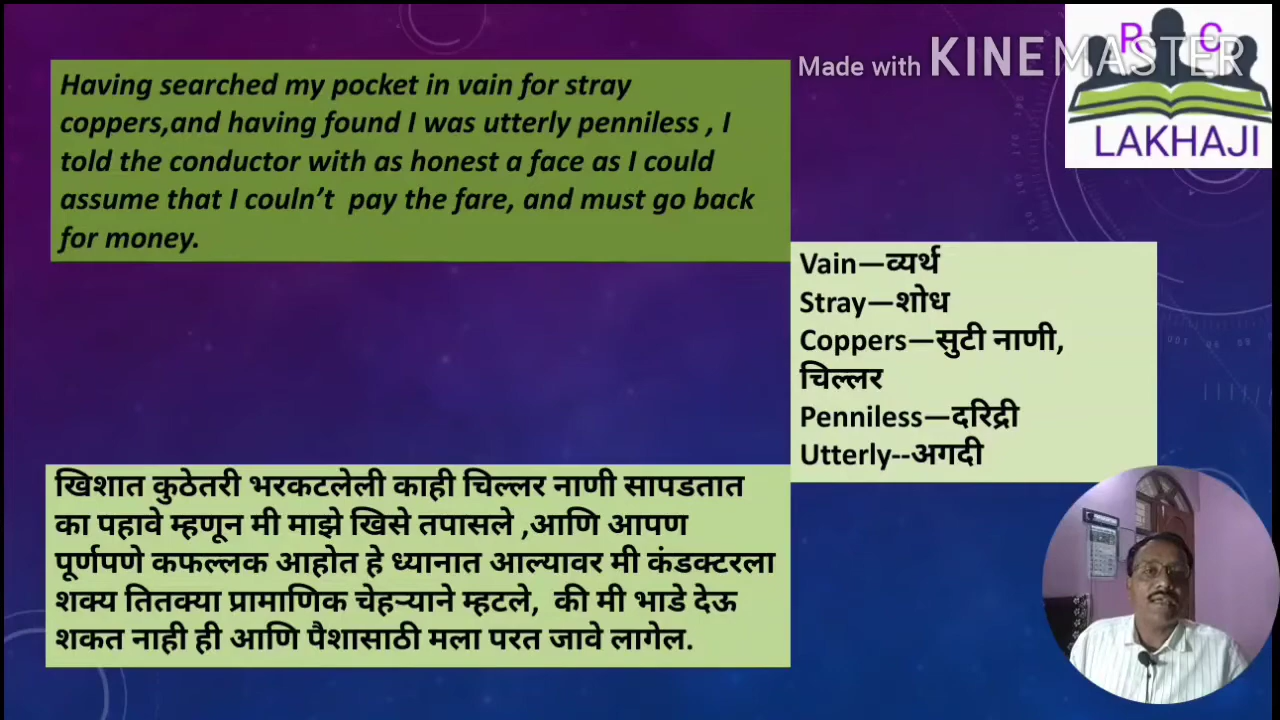 Made with KINEMASTER
R C
LAKHAJI
Having searched my pocket in vain for stray
coppers,and having found I was utterly penniless , I
told the conductor with as honest a face as I could
assume that I couln’t pay the fare, and must go back
for money.
Vain—व्यर्थ
Stray—शोध
Coppers—सुटी नाणी,
चिल्लर
Penniless—दरिद्री
Utterly--अगदी
खिशात कुठेतरी भरकटलेली काही चिल्लर नाणी सापडतात
का पहावे म्हणून मी माझे खिसे तपासले ,आणि आपण
पूर्णपणे कफल्लक आहोत हे ध्यानात आल्यावर मी कंडक्टरला
शक्य तितक्या प्रामाणिक चेहऱ्याने म्हटले, की मी भाडे देऊ
शकत नाही ही आणि पैशासाठी मला परत जावे लागेल.